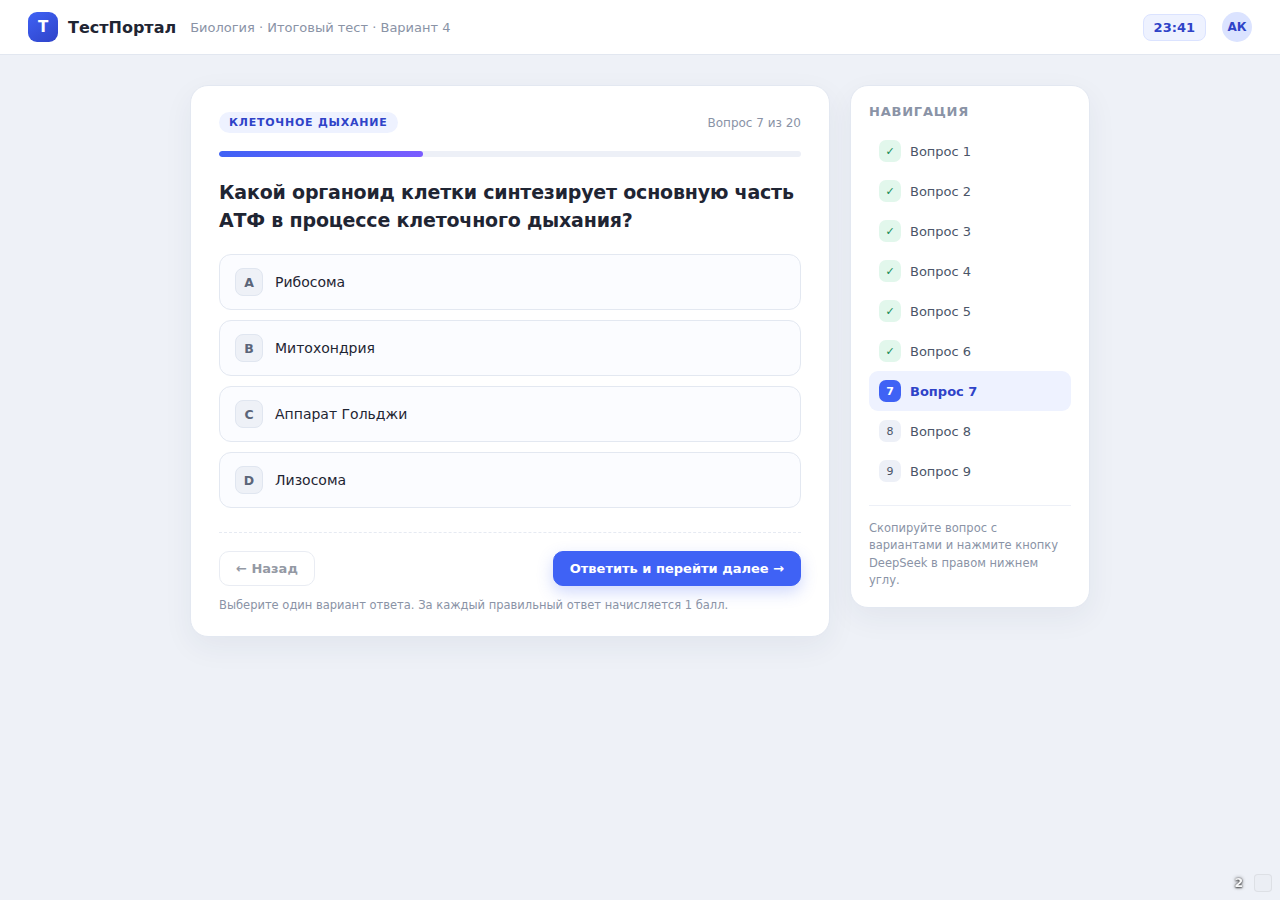 Т ТестПортал Биология · Итоговый тест · Вариант 4 23:41 АК
КЛЕТОЧНОЕ ДЫХАНИЕ Вопрос 7 из 20
Какой органоид клетки синтезирует основную часть
АТФ в процессе клеточного дыхания?
A Рибосома
B Митохондрия
C Аппарат Гольджи
D Лизосома
← Назад Ответить и перейти далее →
Выберите один вариант ответа. За каждый правильный ответ начисляется 1 балл.
НАВИГАЦИЯ
✓ Вопрос 1
✓ Вопрос 2
✓ Вопрос 3
✓ Вопрос 4
✓ Вопрос 5
✓ Вопрос 6
7 Вопрос 7
8 Вопрос 8
9 Вопрос 9
Скопируйте вопрос с
вариантами и нажмите кнопку
DeepSeek в правом нижнем
углу.
2